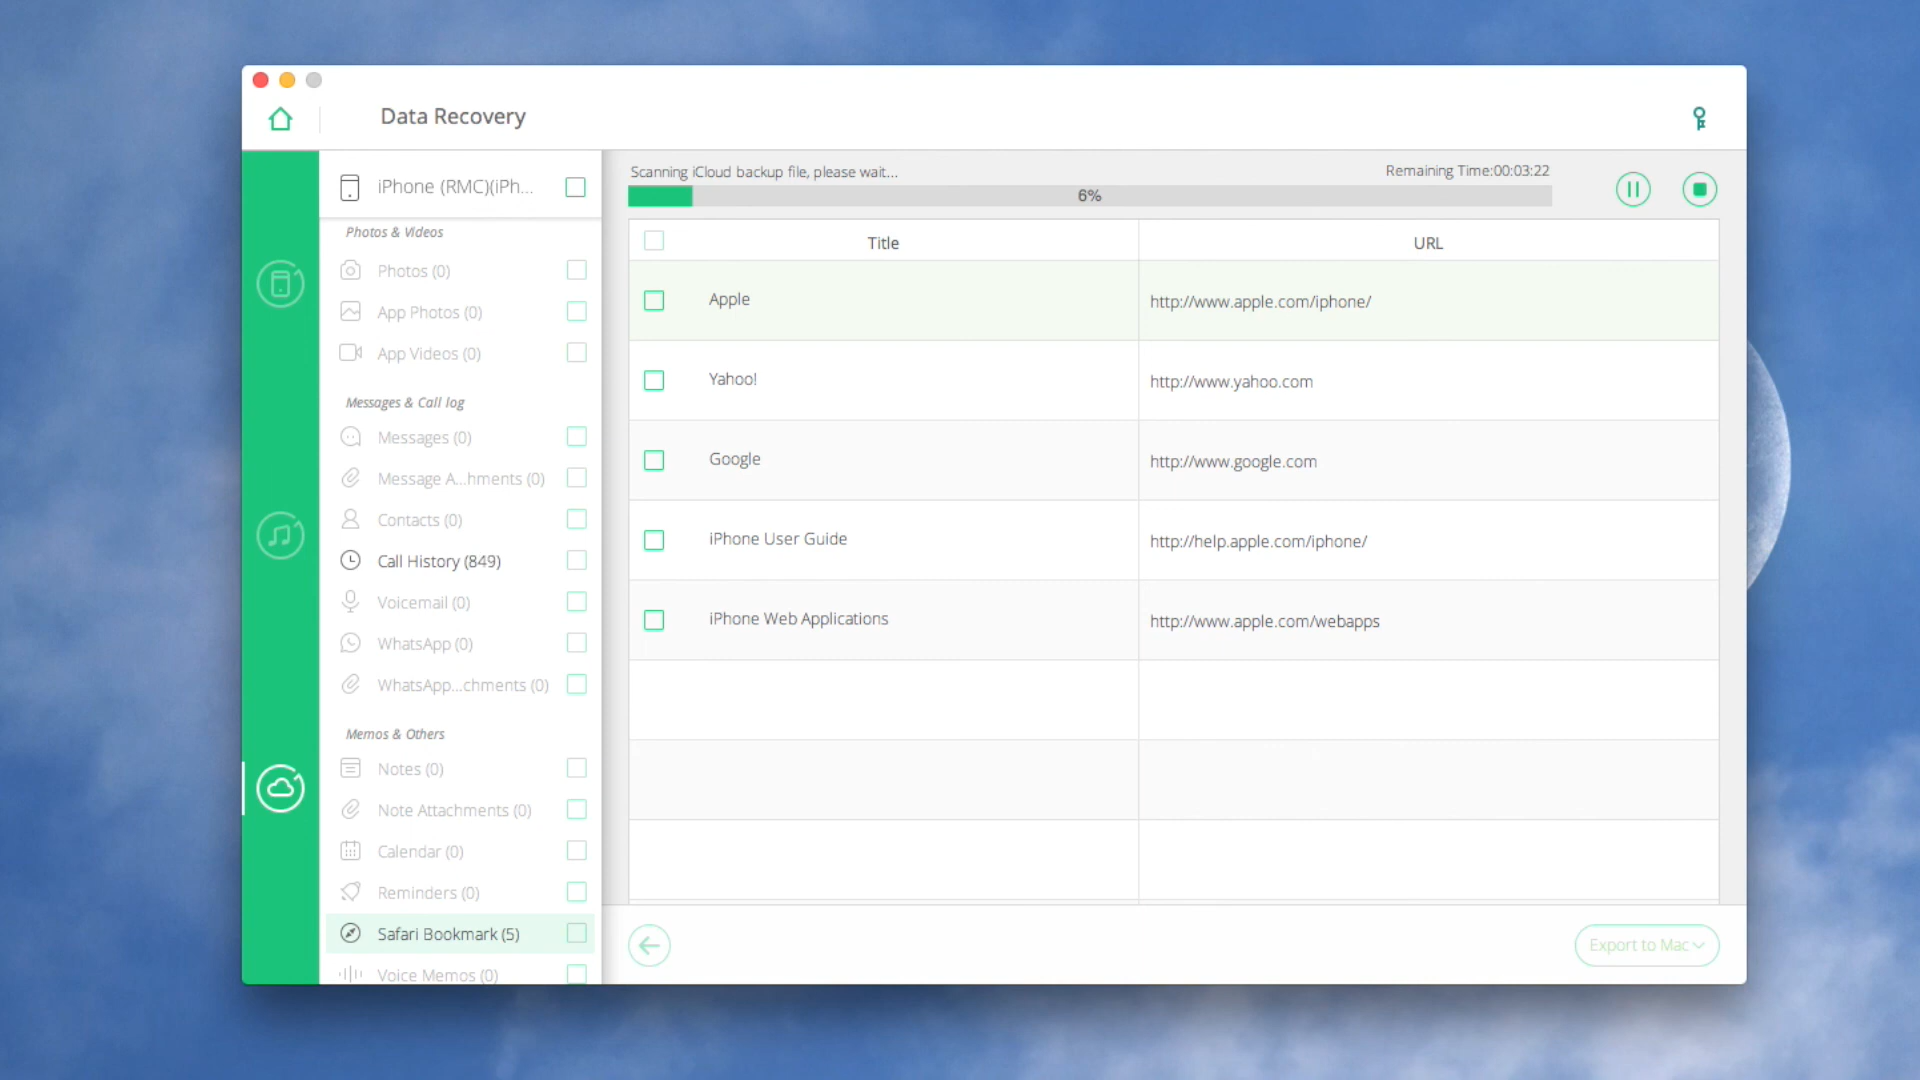 Data Recovery
iPhone (RMC)(iPh...
Photos & Videos
Photos (0)
App Photos (0)
App Videos (0)
Messages & Call log
Messages (0)
Message A...hments (0)
Contacts (0)
Call History (849)
Voicemail (0)
WhatsApp (0)
WhatsApp...chments (0)
Memos & Others
Notes (0)
Note Attachments (0)
Calendar (0)
Reminders (0)
Safari Bookmark (5)
Voice Memos (0)
Scanning iCloud backup file, please wait...
Remaining Time:00:03:22
6%
Title URL
Apple http://www.apple.com/iphone/
Yahoo! http://www.yahoo.com
Google http://www.google.com
iPhone User Guide http://help.apple.com/iphone/
iPhone Web Applications http://www.apple.com/webapps
Export to Mac